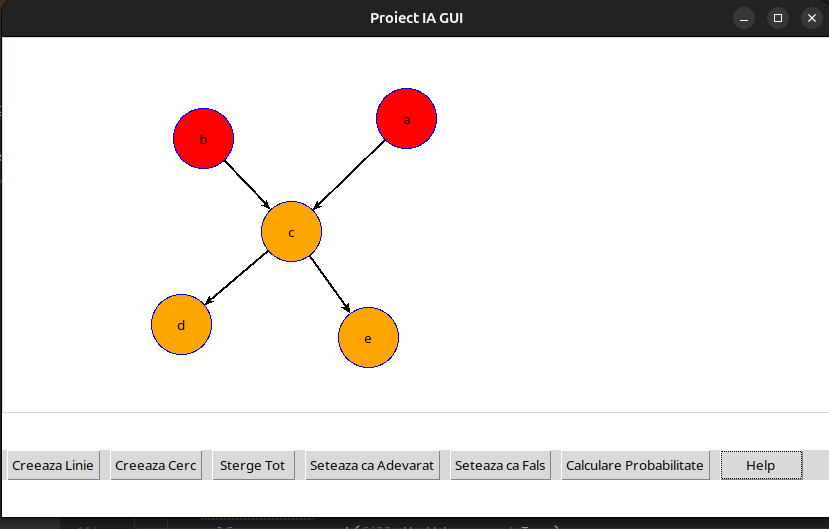 Proiect IA GUI
b
a
c
d
e
Creeaza Linie
Creeaza Cerc
Sterge Tot
Seteaza ca Adevarat
Seteaza ca Fals
Calculare Probabilitate
Help